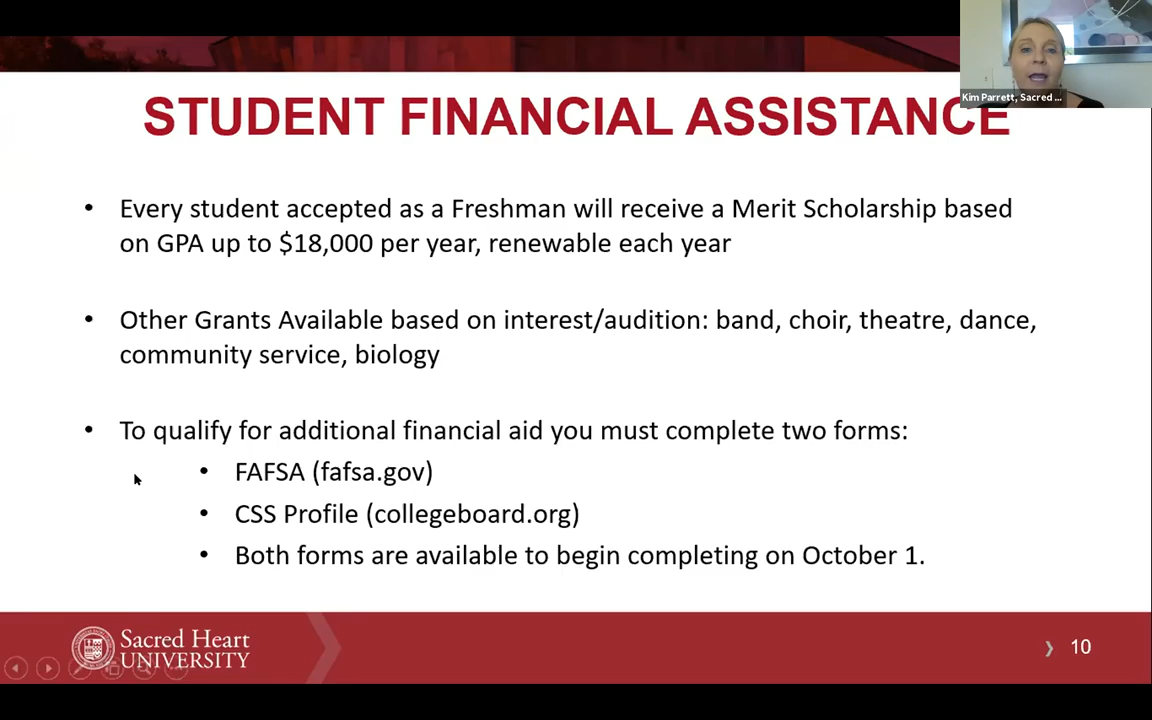 STUDENT FINANCIAL ASSISTANCE
Kim Parrett, Sacred ...
• Every student accepted as a Freshman will receive a Merit Scholarship based
on GPA up to $18,000 per year, renewable each year
• Other Grants Available based on interest/audition: band, choir, theatre, dance,
community service, biology
• To qualify for additional financial aid you must complete two forms:
• FAFSA (fafsa.gov)
• CSS Profile (collegeboard.org)
• Both forms are available to begin completing on October 1.
Sacred Heart
UNIVERSITY
10